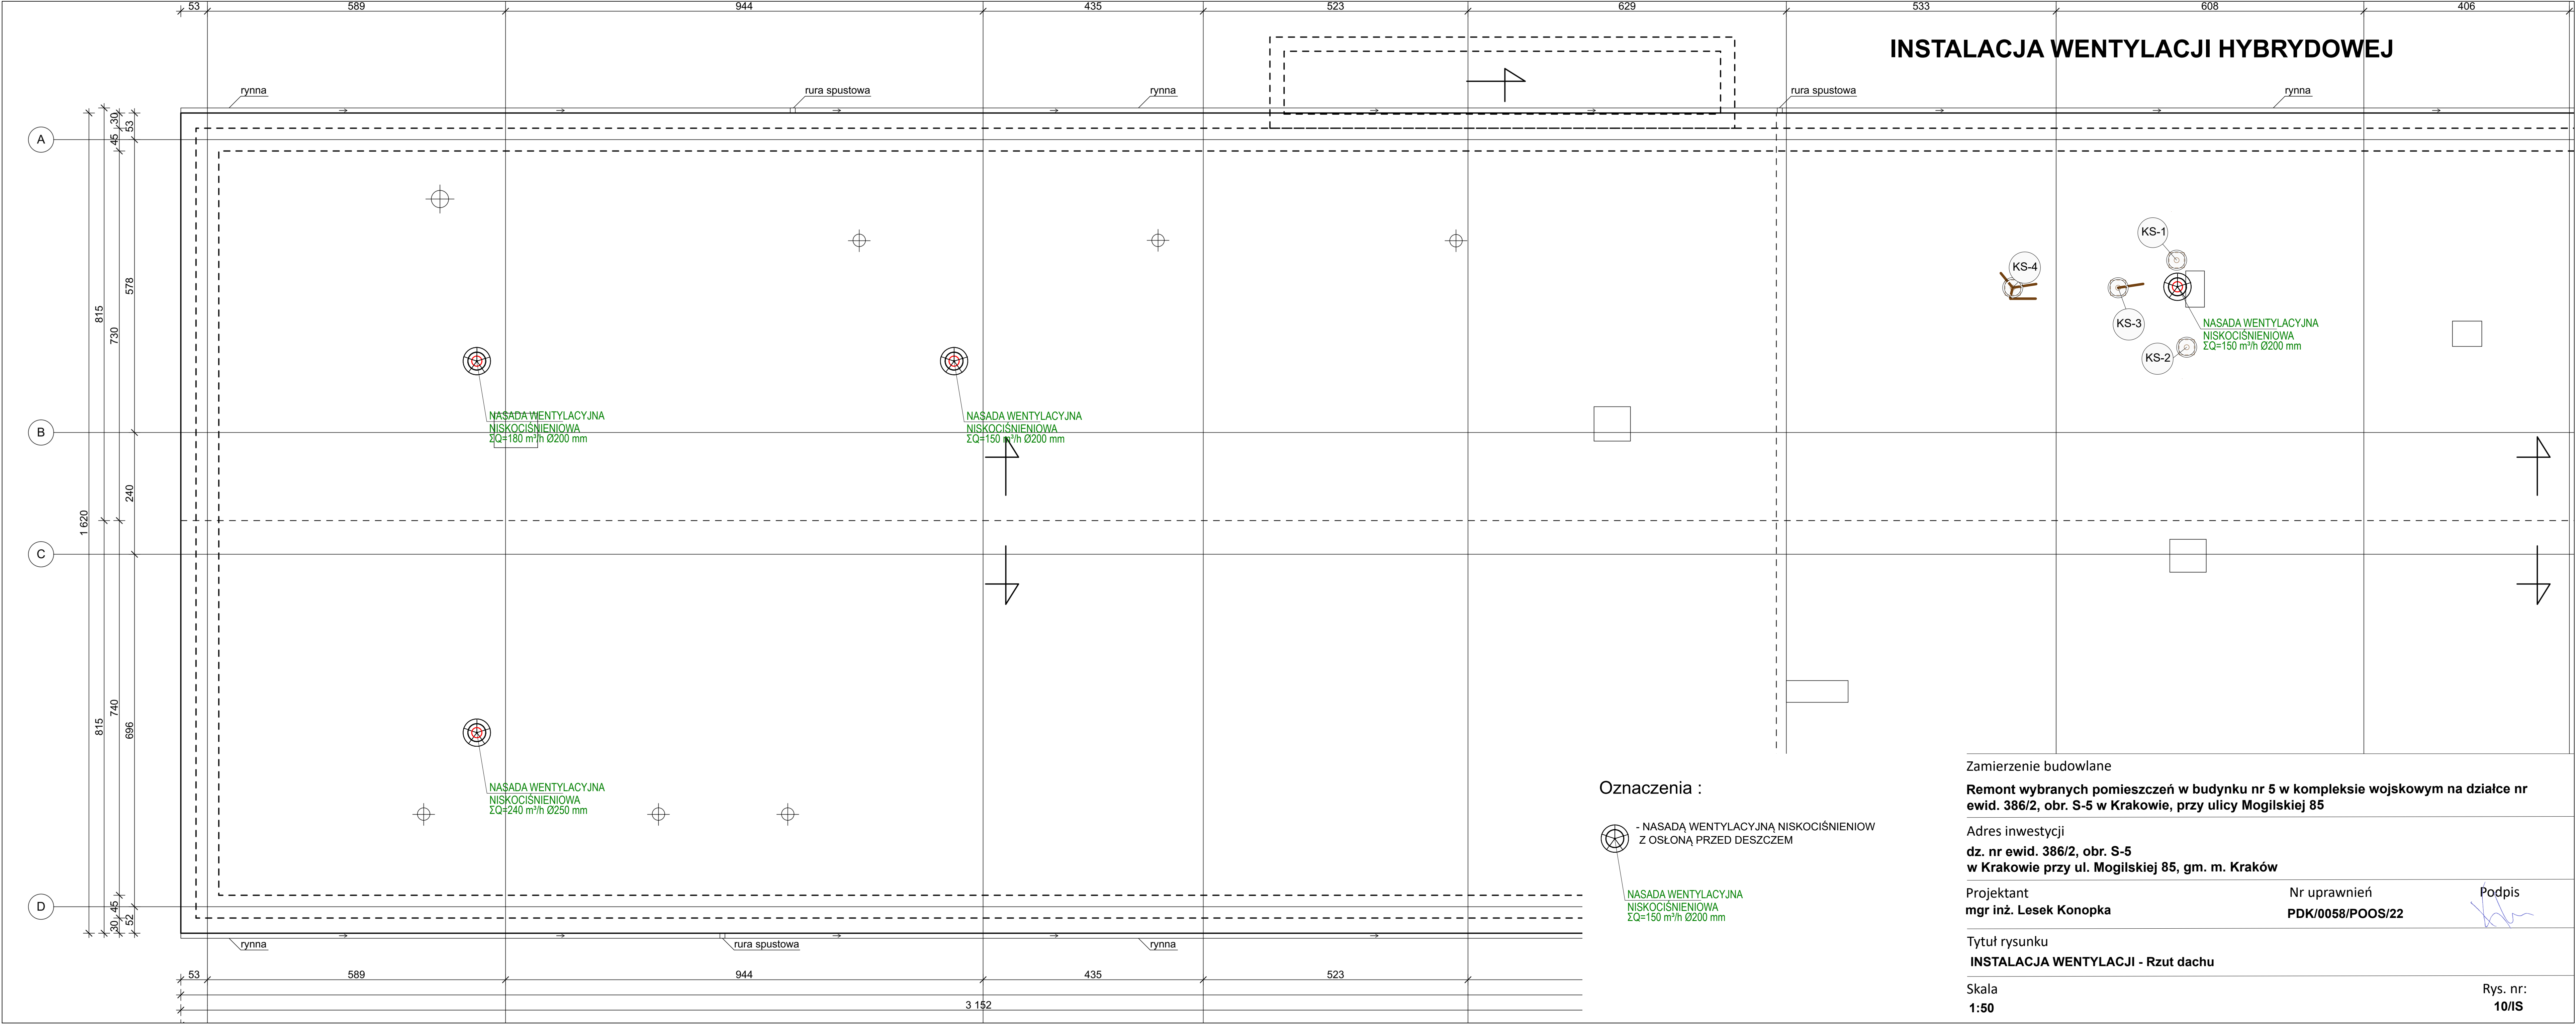 53 589 944 435 523 629 533 608 406
INSTALACJA WENTYLACJI HYBRYDOWEJ
rynna
rura spustowa
rynna
rura spustowa
rynna
30
53
45
A
578
815
730
KS-1
KS-4
KS-3
KS-2
NASADA WENTYLACYJNA
NISKOCIŚNIENIOWA
ΣQ=150 m³/h Ø200 mm
NASADA WENTYLACYJNA
NISKOCIŚNIENIOWA
ΣQ=180 m³/h Ø200 mm
NASADA WENTYLACYJNA
NISKOCIŚNIENIOWA
ΣQ=150 m³/h Ø200 mm
B
240
1 620
C
815
740
696
NASADA WENTYLACYJNA
NISKOCIŚNIENIOWA
ΣQ=240 m³/h Ø250 mm
D
45
52
30
rynna
rura spustowa
rynna
53 589 944 435 523
3 152
Oznaczenia :
- NASADĄ WENTYLACYJNĄ NISKOCIŚNIENIOW
Z OSŁONĄ PRZED DESZCZEM
NASADA WENTYLACYJNA
NISKOCIŚNIENIOWA
ΣQ=150 m³/h Ø200 mm
Zamierzenie budowlane
Remont wybranych pomieszczeń w budynku nr 5 w kompleksie wojskowym na działce nr
ewid. 386/2, obr. S-5 w Krakowie, przy ulicy Mogilskiej 85
Adres inwestycji
dz. nr ewid. 386/2, obr. S-5
w Krakowie przy ul. Mogilskiej 85, gm. m. Kraków
Projektant Nr uprawnień Podpis
mgr inż. Lesek Konopka PDK/0058/POOS/22
Tytuł rysunku
INSTALACJA WENTYLACJI - Rzut dachu
Skala Rys. nr:
1:50 10/IS